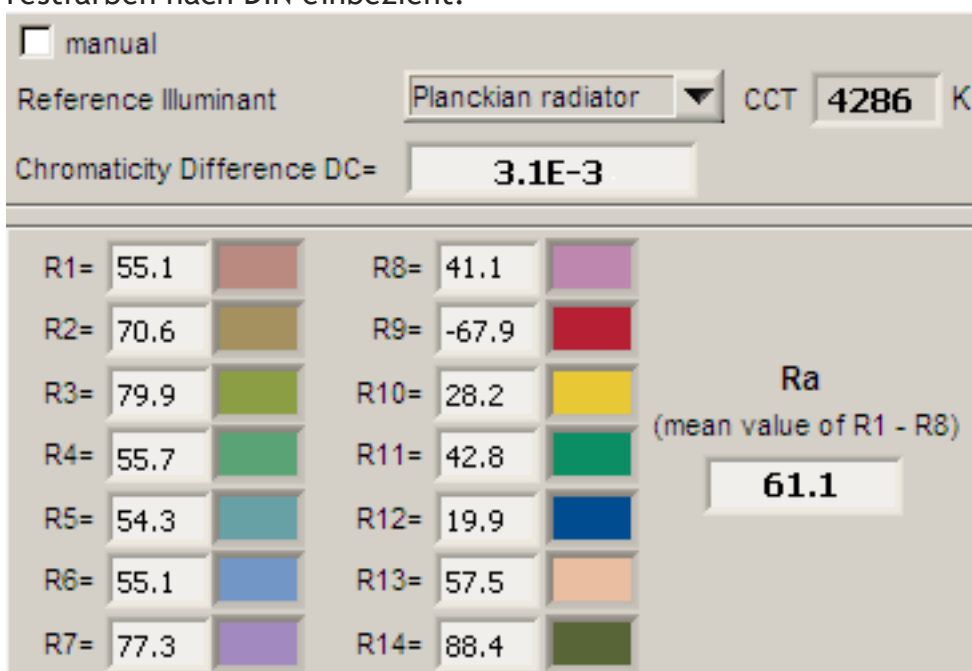 manual
Reference Illuminant Planckian radiator CCT 4286 K
Chromaticity Difference DC= 3.1E-3
R1= 55.1 R8= 41.1
R2= 70.6 R9= -67.9
R3= 79.9 R10= 28.2
R4= 55.7 R11= 42.8
R5= 54.3 R12= 19.9
R6= 55.1 R13= 57.5
R7= 77.3 R14= 88.4
Ra
(mean value of R1 - R8)
61.1